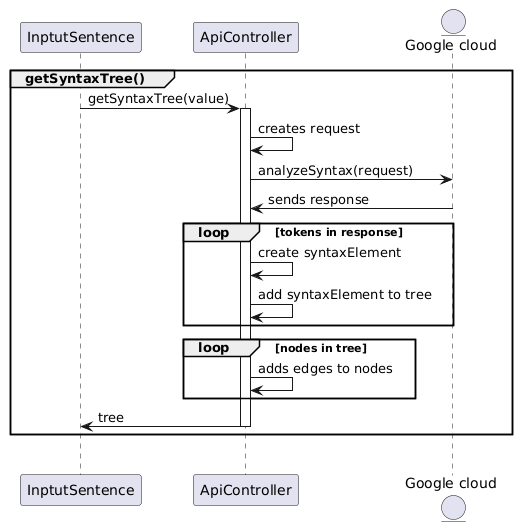 InptutSentence
ApiController
Google cloud
getSyntaxTree()
getSyntaxTree(value)
creates request
analyzeSyntax(request)
sends response
loop [tokens in response]
create syntaxElement
add syntaxElement to tree
loop [nodes in tree]
adds edges to nodes
tree
InptutSentence
ApiController
Google cloud